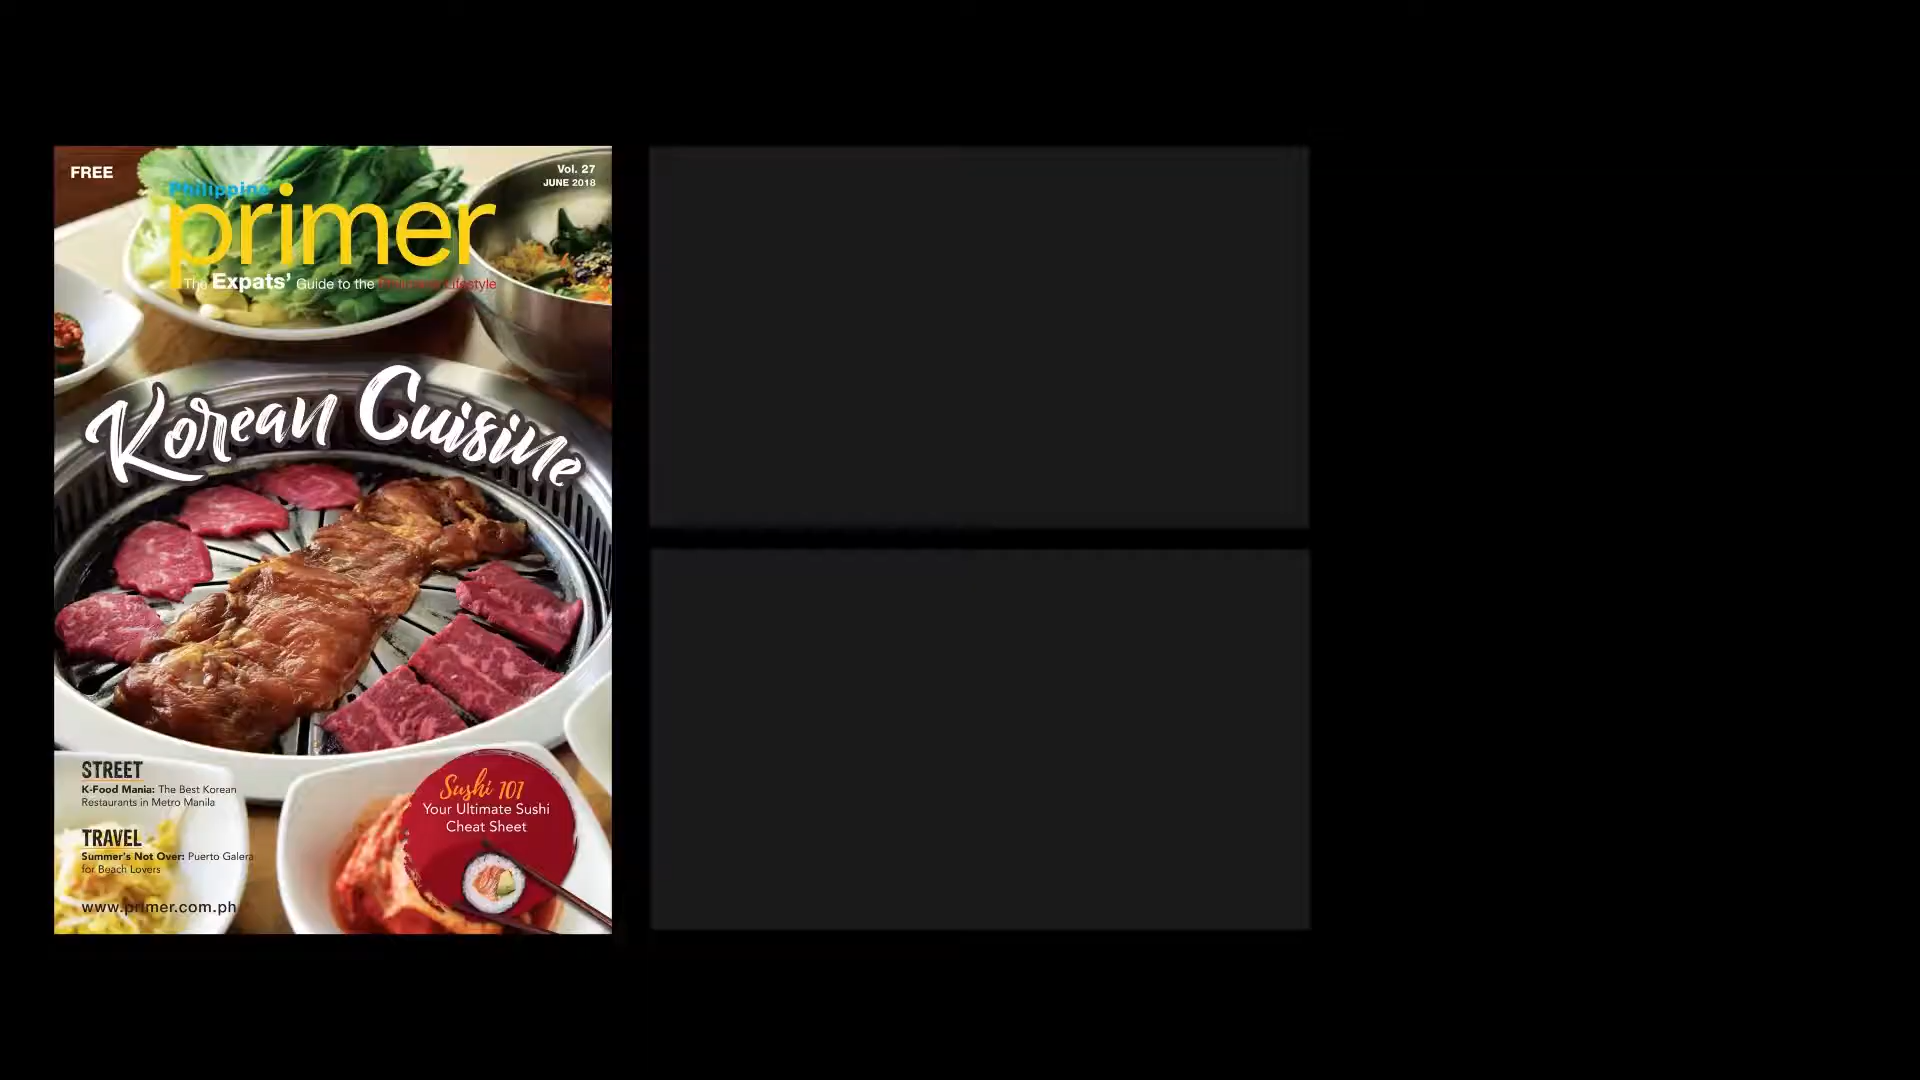 FREE
Vol. 27
JUNE 2018
Philippine
primer
The Expats' Guide to the Philippine Lifestyle
Korean Cuisine
STREET
K-Food Mania: The Best Korean
Restaurants in Metro Manila
TRAVEL
Summer's Not Over: Puerto Galera
for Beach Lovers
www.primer.com.ph
Sushi 101
Your Ultimate Sushi
Cheat Sheet